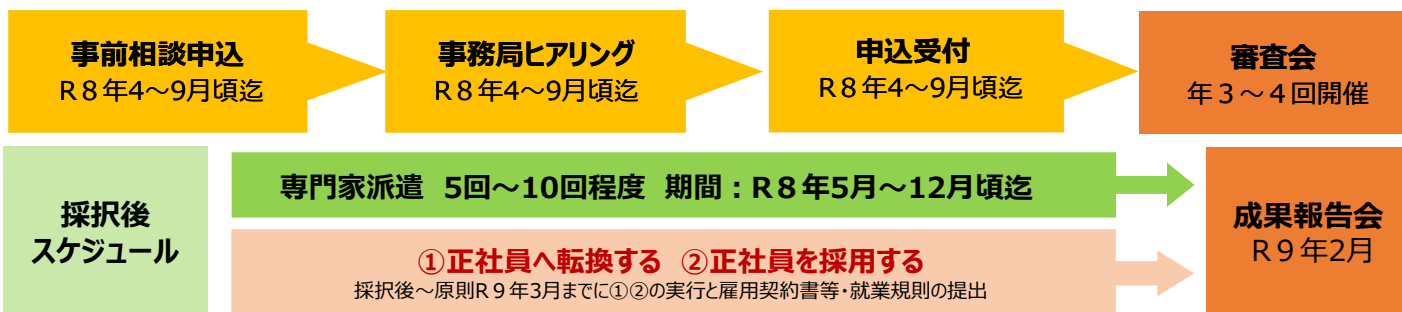 事前相談申込
R８年4～9月頃迄
事務局ヒアリング
R８年4～9月頃迄
申込受付
R８年4～9月頃迄
審査会
年３～４回開催
採択後
スケジュール
専門家派遣 5回～10回程度 期間：R８年5月～12月頃迄
①正社員へ転換する ②正社員を採用する
採択後～原則R９年3月までに①②の実行と雇用契約書等・就業規則の提出
成果報告会
R９年2月